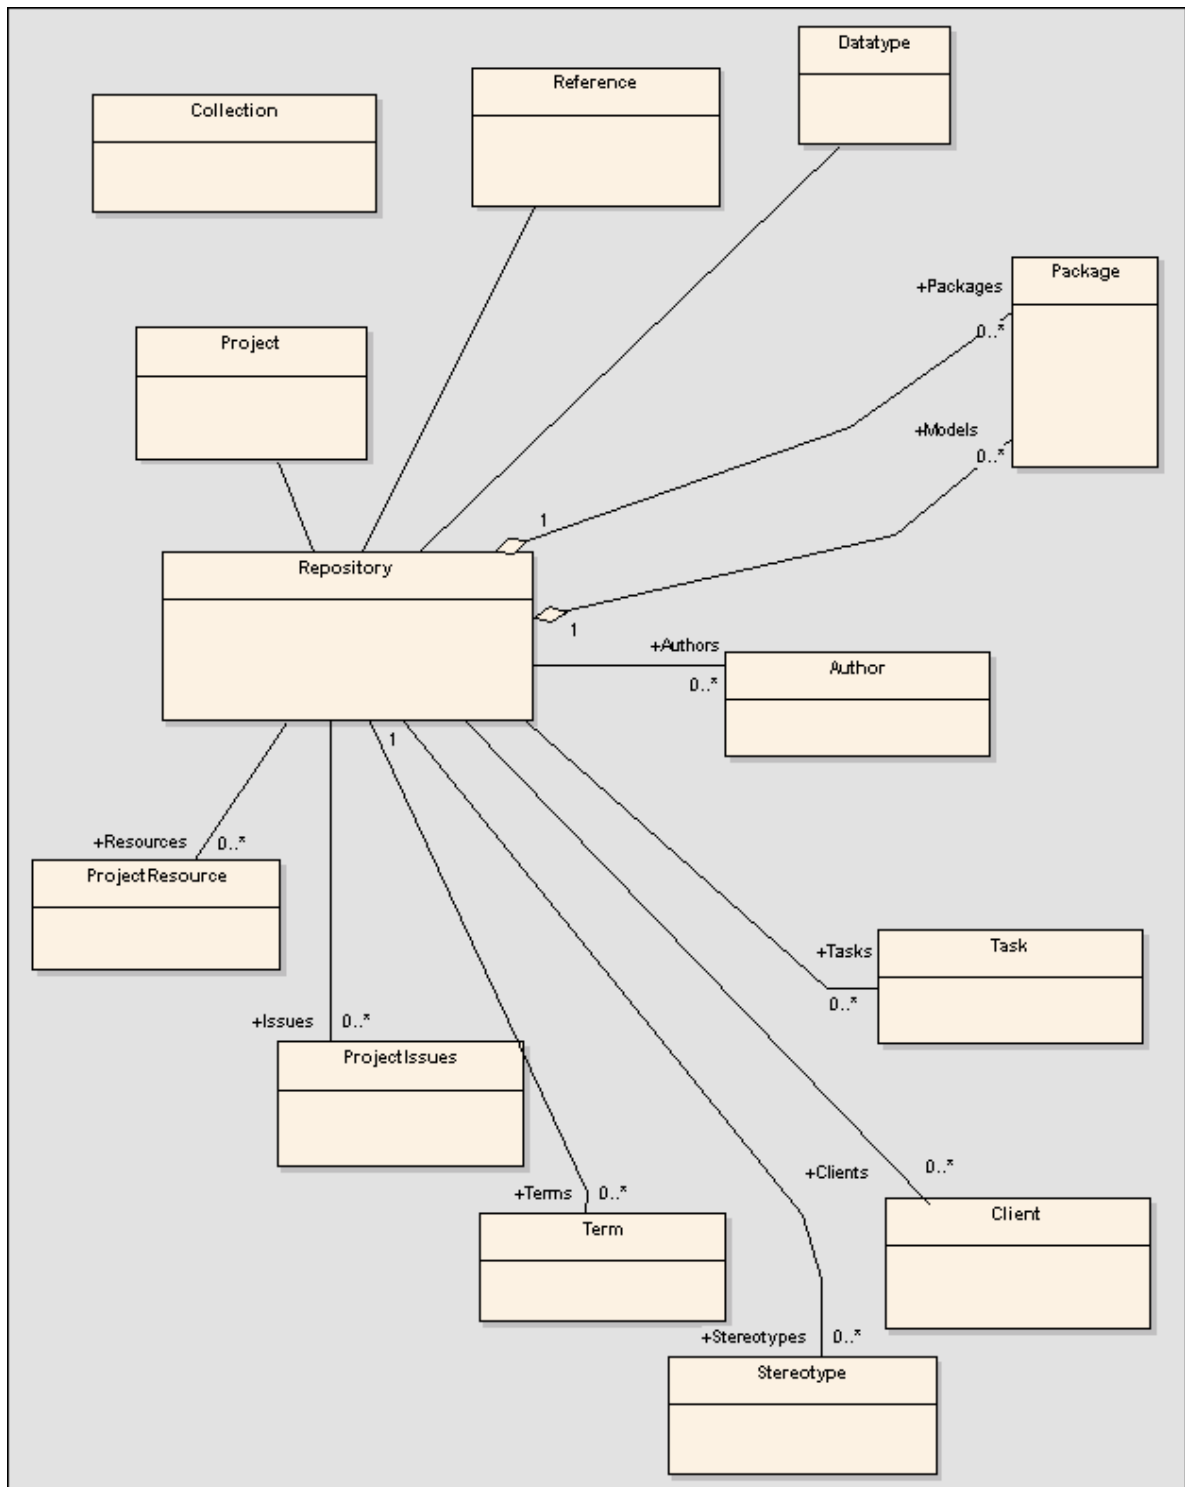 Datatype
Reference
Collection
Package
+Packages
0..*
Project
+Models
0..*
1
Repository
1
+Authors
Author
0..*
1
+Resources 0..*
ProjectResource
Task
+Tasks
0..*
+Issues 0..*
ProjectIssues
+Clients 0..*
+Terms 0..*
Client
Term
+Stereotypes 0..*
Stereotype